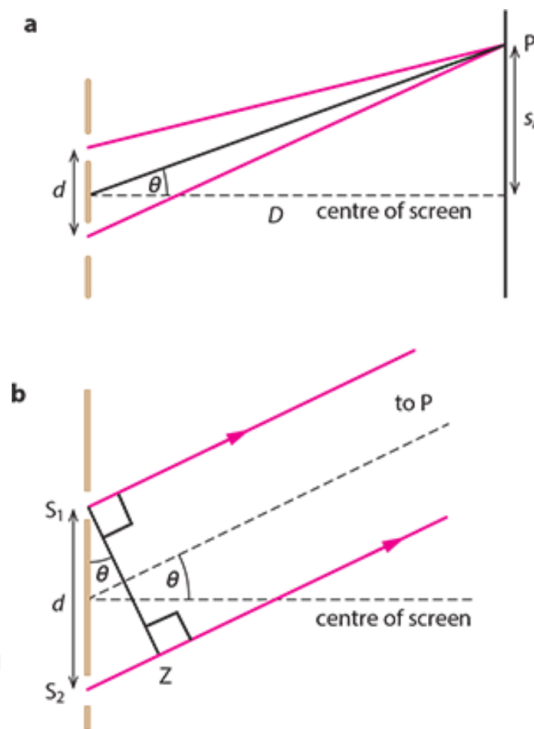 a
P
d
θ
s
D
centre of screen
b
to P
S₁
θ
θ
d
centre of screen
Z
S₂